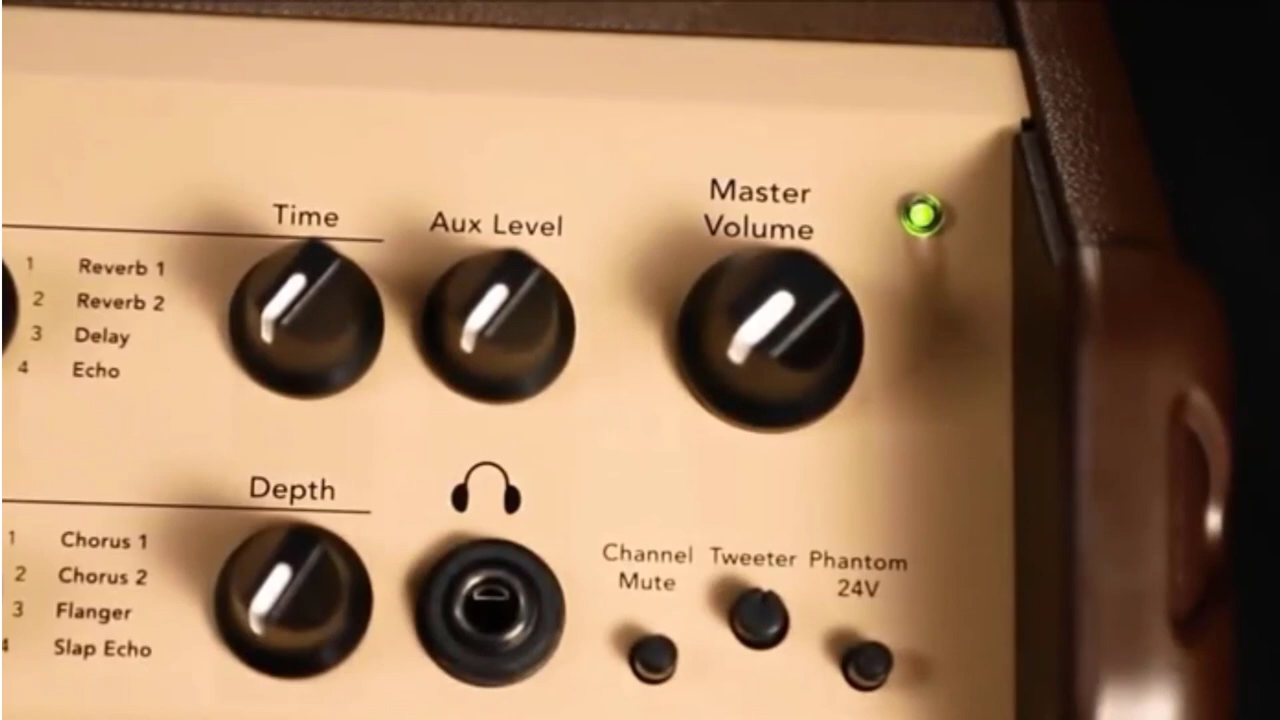 Time
Aux Level
Master
Volume
1 Reverb 1
2 Reverb 2
3 Delay
4 Echo
Depth
1 Chorus 1
2 Chorus 2
3 Flanger
4 Slap Echo
Channel
Mute
Tweeter
Phantom
24V